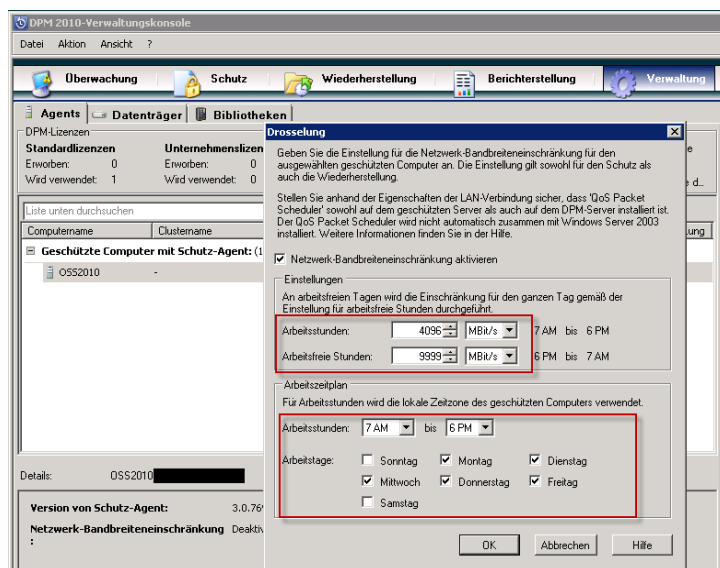 DPM 2010-Verwaltungskonsole
Datei Aktion Ansicht ?
Überwachung Schutz Wiederherstellung Berichterstellung Verwaltung
Agents Datenträger Bibliotheken
DPM-Lizenzen
Standardlizenzen Unternehmenslizen
Erworben: 0 Erworben: 0
Wird verwendet: 1 Wird verwendet: 0
Liste unten durchsuchen
Computername Clustername
Geschützte Computer mit Schutz-Agent: (1
OSS2010 -
Details: OSS2010
Version von Schutz-Agent: 3.0.76
Netzwerk-Bandbreiteneinschränkung Deaktiv
:
Drosselung
Geben Sie die Einstellung für die Netzwerk-Bandbreiteneinschränkung für den
ausgewählten geschützten Computer an. Die Einstellung gilt sowohl für den Schutz als
auch die Wiederherstellung.
Stellen Sie anhand der Eigenschaften der LAN-Verbindung sicher, dass 'QoS Packet
Scheduler' sowohl auf dem geschützten Server als auch auf dem DPM-Server installiert ist.
Der QoS Packet Scheduler wird nicht automatisch zusammen mit Windows Server 2003
installiert. Weitere Informationen finden Sie in der Hilfe.
Netzwerk-Bandbreiteneinschränkung aktivieren
Einstellungen
An arbeitsfreien Tagen wird die Einschränkung für den ganzen Tag gemäß der
Einstellung für arbeitsfreie Stunden durchgeführt.
Arbeitsstunden: 4096 MBit/s 7 AM bis 6 PM
Arbeitsfreie Stunden: 9999 MBit/s 6 PM bis 7 AM
Arbeitszeitplan
Für Arbeitsstunden wird die lokale Zeitzone des geschützten Computers verwendet.
Arbeitsstunden: 7 AM bis 6 PM
Arbeitstage: Sonntag Montag Dienstag
Mittwoch Donnerstag Freitag
Samstag
OK Abbrechen Hilfe
e
e d...
ung